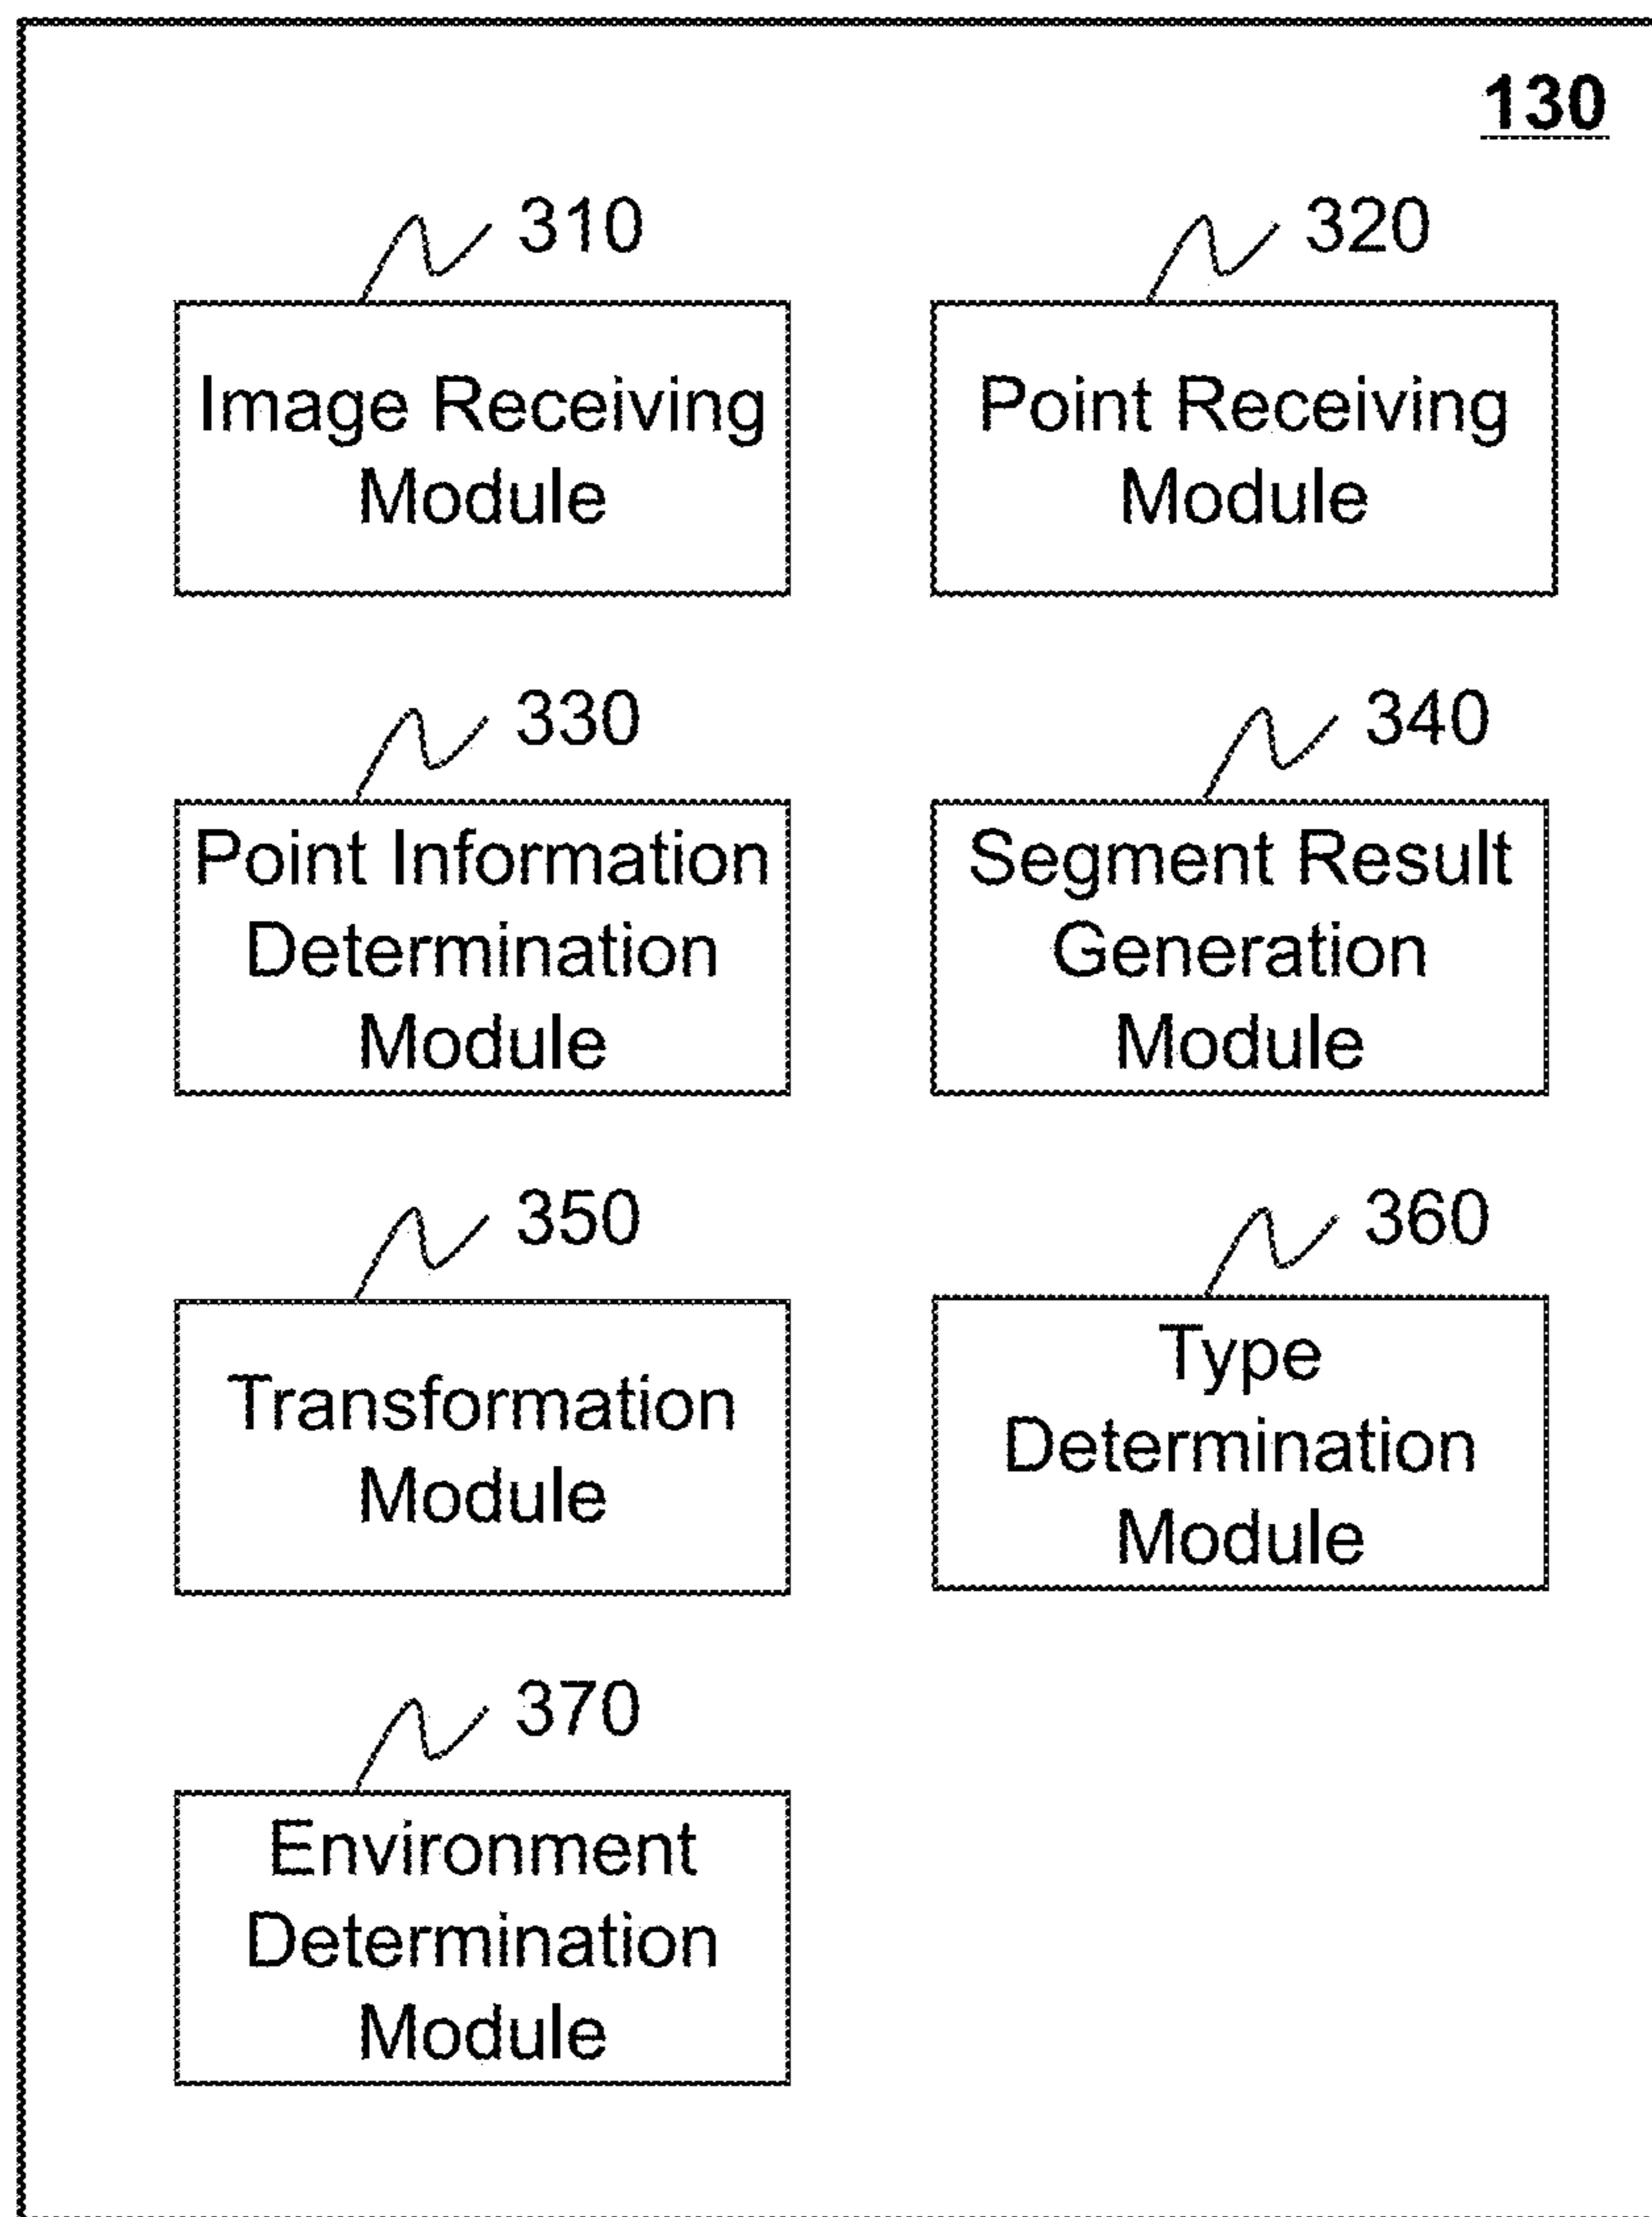 130
310
Image Receiving
Module
320
Point Receiving
Module
330
Point Information
Determination
Module
340
Segment Result
Generation
Module
350
Transformation
Module
360
Type
Determination
Module
370
Environment
Determination
Module